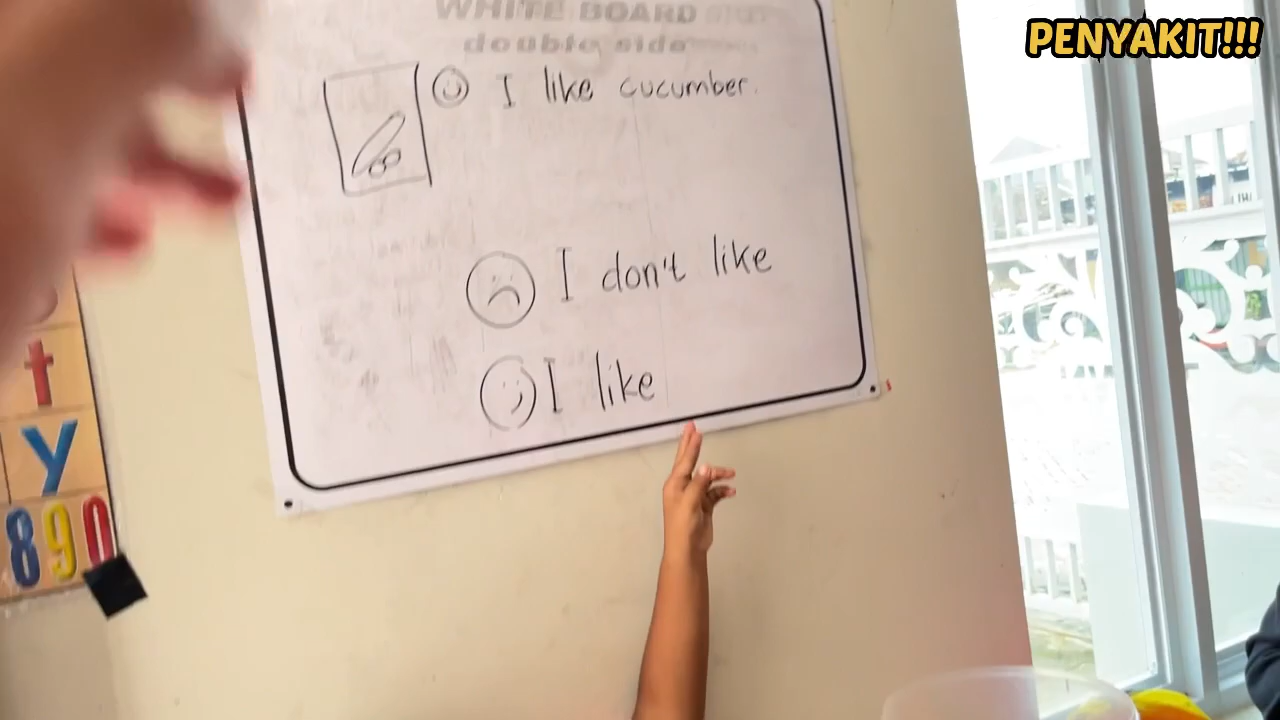 PENYAKIT!!!
WHITE BOARD
double side
I like cucumber.
I don't like
I like
t
y
890